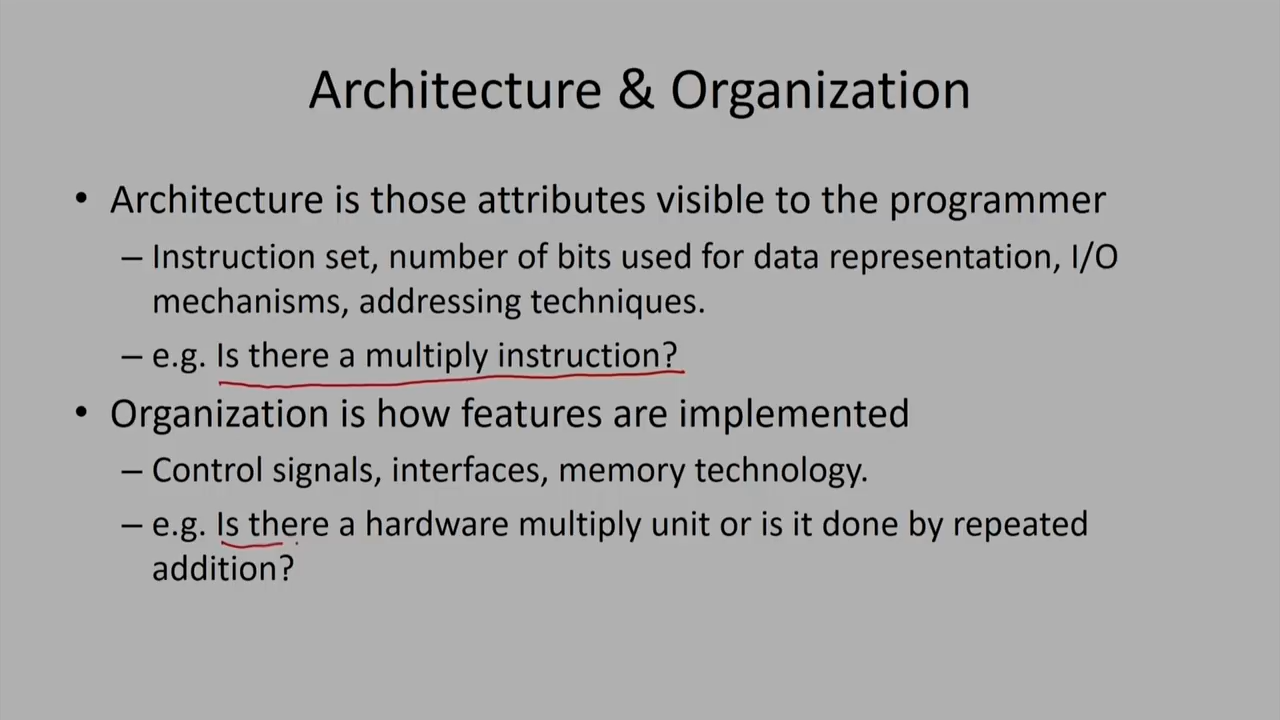 Architecture & Organization
• Architecture is those attributes visible to the programmer
– Instruction set, number of bits used for data representation, I/O
mechanisms, addressing techniques.
– e.g. Is there a multiply instruction?
• Organization is how features are implemented
– Control signals, interfaces, memory technology.
– e.g. Is there a hardware multiply unit or is it done by repeated
addition?